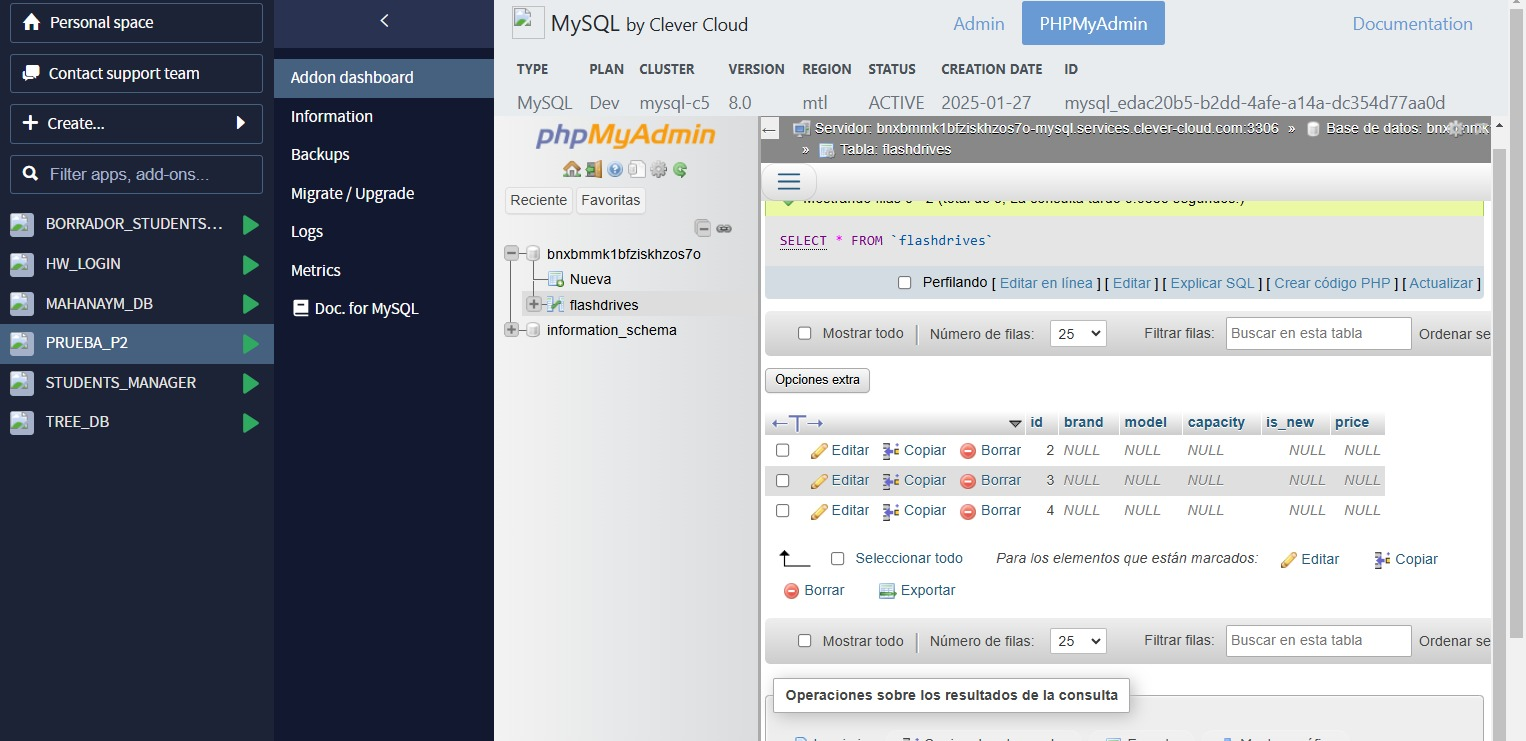 Personal space
Contact support team
Create...
Filter apps, add-ons...
BORRADOR_STUDENTS...
HW_LOGIN
MAHANAYM_DB
PRUEBA_P2
STUDENTS_MANAGER
TREE_DB
Addon dashboard
Information
Backups
Migrate / Upgrade
Logs
Metrics
Doc. for MySQL
MySQL by Clever Cloud
Admin PHPMyAdmin Documentation
TYPE PLAN CLUSTER VERSION REGION STATUS CREATION DATE ID
MySQL Dev mysql-c5 8.0 mtl ACTIVE 2025-01-27 mysql_edac20b5-b2dd-4afe-a14a-dc354d77aa0d
phpMyAdmin
Reciente Favoritas
bnxbmmk1bfziskhzos7o
Nueva
flashdrives
information_schema
Servidor: bnxbmmk1bfziskhzos7o-mysql.services.clever-cloud.com:3306 » Base de datos:
» Tabla: flashdrives
SELECT * FROM `flashdrives`
Perfilando [ Editar en línea ] [ Editar ] [ Explicar SQL ] [ Crear código PHP ] [ Actualizar ]
Mostrar todo Número de filas: 25 Filtrar filas: Buscar en esta tabla Ordenar se
Opciones extra
←T→ id brand model capacity is_new price
Editar Copiar Borrar 2 NULL NULL NULL NULL NULL
Editar Copiar Borrar 3 NULL NULL NULL NULL NULL
Editar Copiar Borrar 4 NULL NULL NULL NULL NULL
Seleccionar todo Para los elementos que están marcados: Editar Copiar
Borrar Exportar
Mostrar todo Número de filas: 25 Filtrar filas: Buscar en esta tabla Ordenar se
Operaciones sobre los resultados de la consulta